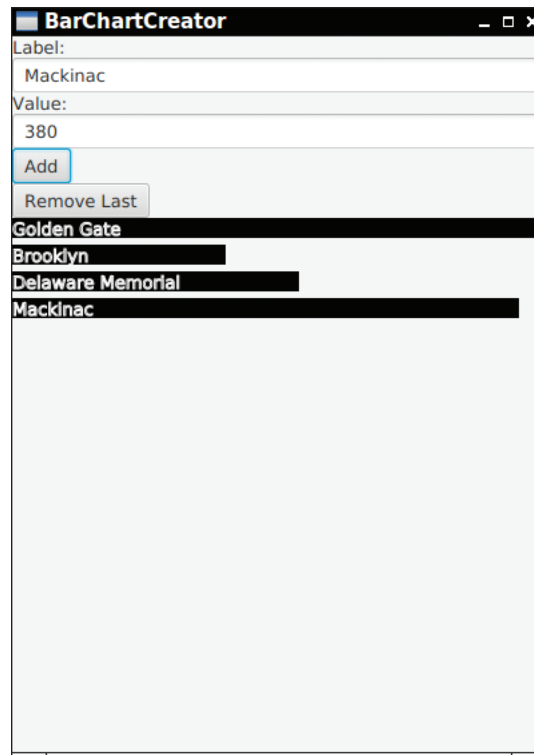 BarChartCreator
Label:
Mackinac
Value:
380
Add
Remove Last
Golden Gate
Brooklyn
Delaware Memorial
Mackinac